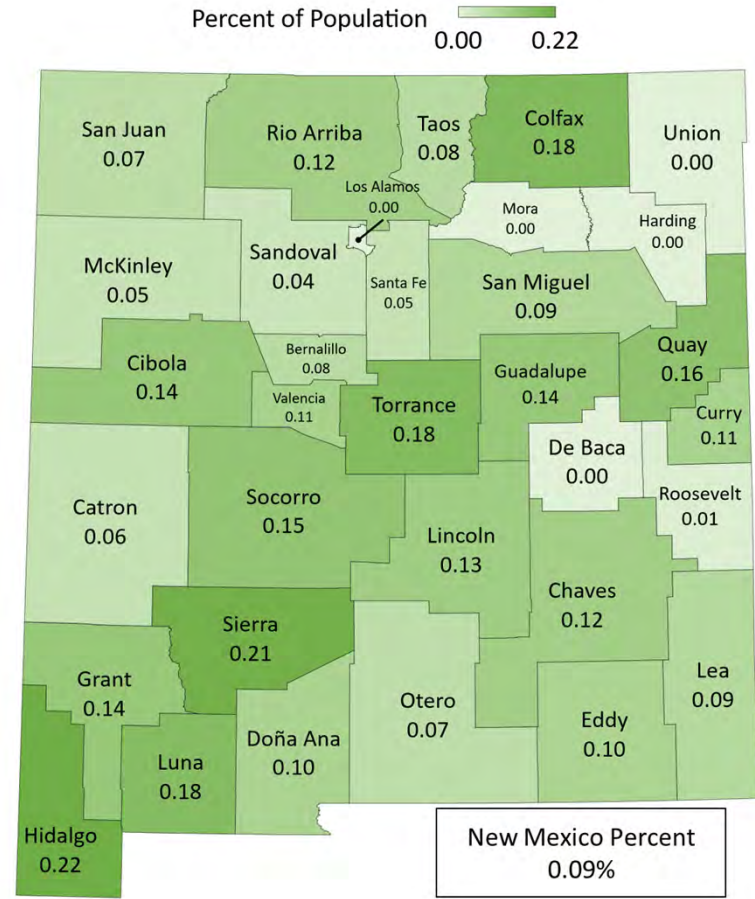 Percent of Population
0.00 0.22
San Juan
0.07
Rio Arriba
0.12
Taos
0.08
Colfax
0.18
Union
0.00
Los Alamos
0.00
Mora
0.00
Harding
0.00
McKinley
0.05
Sandoval
0.04
Santa Fe
0.05
San Miguel
0.09
Cibola
0.14
Bernalillo
0.08
Valencia
0.11
Torrance
0.18
Guadalupe
0.14
Quay
0.16
Curry
0.11
De Baca
0.00
Roosevelt
0.01
Catron
0.06
Socorro
0.15
Lincoln
0.13
Chaves
0.12
Sierra
0.21
Grant
0.14
Otero
0.07
Lea
0.09
Eddy
0.10
Doña Ana
0.10
Luna
0.18
Hidalgo
0.22
New Mexico Percent
0.09%